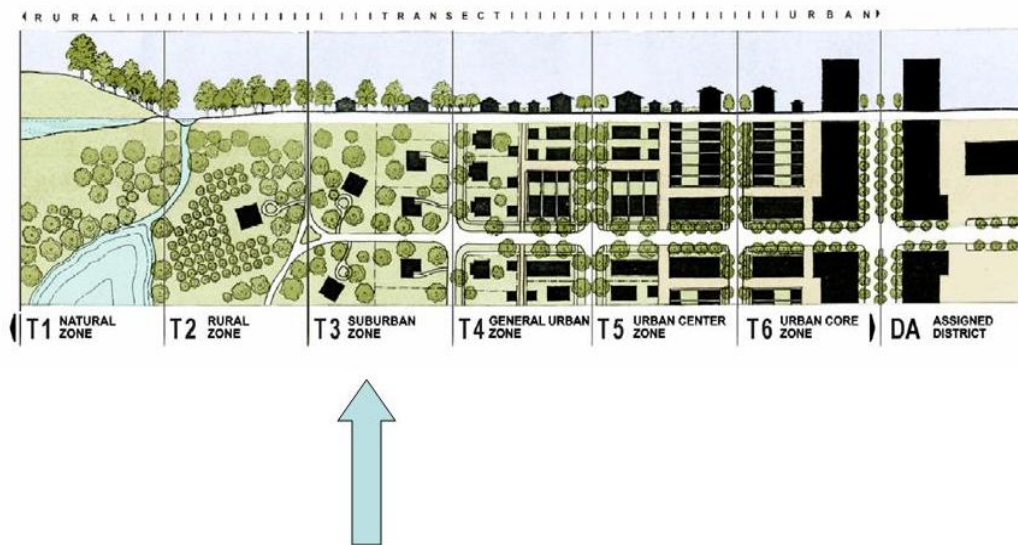 RURAL TRANSECT URBAN
T1 NATURAL ZONE
T2 RURAL ZONE
T3 SUBURBAN ZONE
T4 GENERAL URBAN ZONE
T5 URBAN CENTER ZONE
T6 URBAN CORE ZONE
DA ASSIGNED DISTRICT